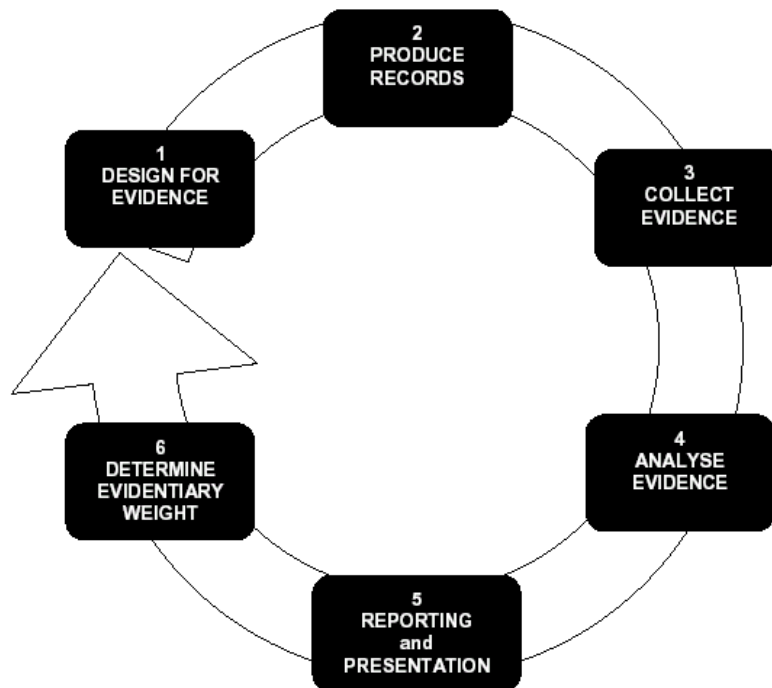 1
DESIGN FOR
EVIDENCE
2
PRODUCE
RECORDS
3
COLLECT
EVIDENCE
4
ANALYSE
EVIDENCE
5
REPORTING
and
PRESENTATION
6
DETERMINE
EVIDENTIARY
WEIGHT